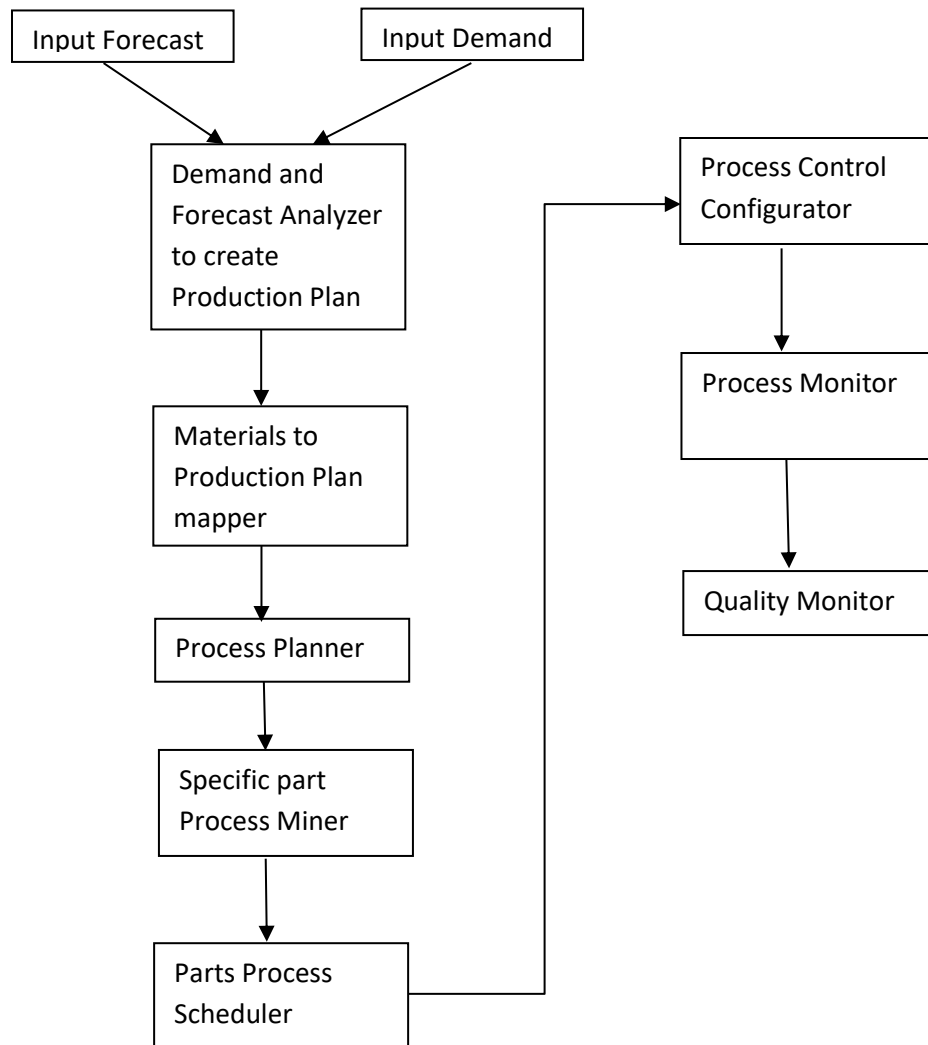 Input Forecast
Input Demand
Demand and
Forecast Analyzer
to create
Production Plan
Materials to
Production Plan
mapper
Process Planner
Specific part
Process Miner
Parts Process
Scheduler
Process Control
Configurator
Process Monitor
Quality Monitor